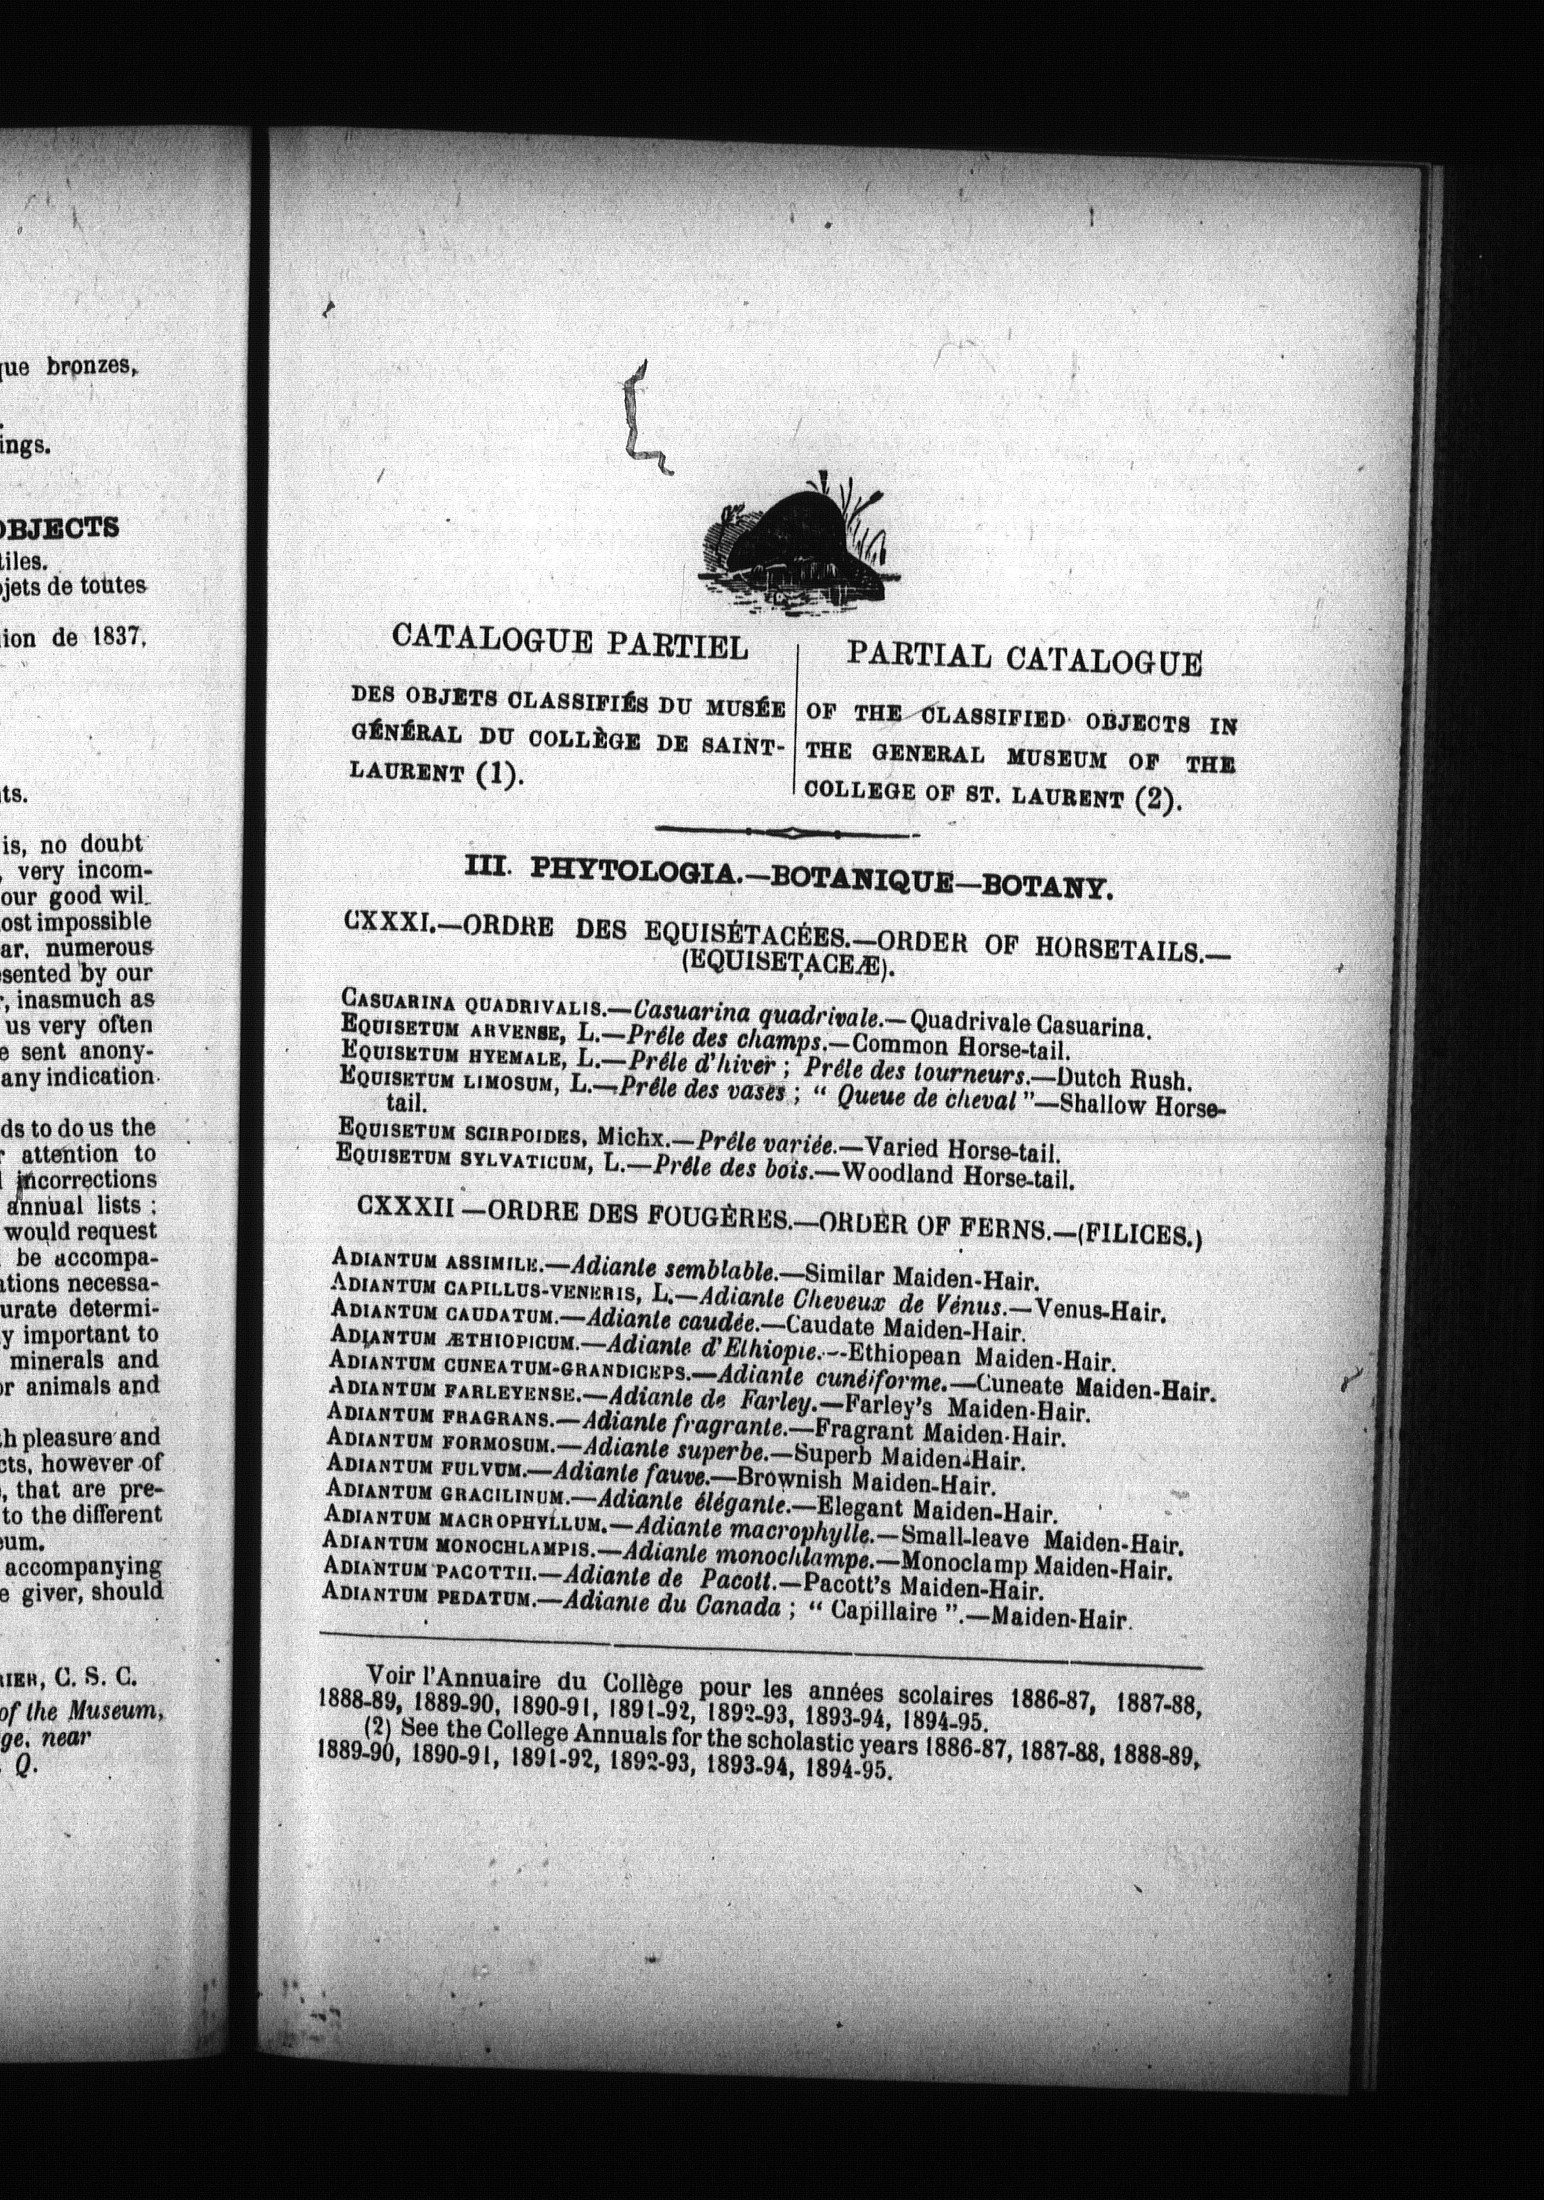 que bronzes,
ings.
OBJECTS
tiles.
jets de toutes
ion de 1837,
ts.
is, no doubt
, very incom-
our good wil
ost impossible
ar, numerous
sented by our
, inasmuch as
us very often
e sent anony-
any indication
ds to do us the
r attention to
incorrections
annual lists ;
would request
be accompa-
ations necessa-
urate determi-
y important to
minerals and
or animals and
h pleasure and
cts, however of
, that are pre-
to the different
eum.
accompanying
e giver, should
RIER, C. S. C.
of the Museum,
ge, near
Q.
CATALOGUE PARTIEL
DES OBJETS CLASSIFIÉS DU MUSÉE
GÉNÉRAL DU COLLÈGE DE SAINT-
LAURENT (1).
PARTIAL CATALOGUE
OF THE CLASSIFIED OBJECTS IN
THE GENERAL MUSEUM OF THE
COLLEGE OF ST. LAURENT (2).
III. PHYTOLOGIA.—BOTANIQUE—BOTANY.
CXXXI.—ORDRE DES EQUISÉTACÉES.—ORDER OF HORSETAILS.—
(EQUISETACEÆ).
CASUARINA QUADRIVALIS.—Casuarina quadrivale.—Quadrivale Casuarina.
EQUISETUM ARVENSE, L.—Prêle des champs.—Common Horse-tail.
EQUISETUM HYEMALE, L.—Prêle d'hiver ; Prêle des tourneurs.—Dutch Rush.
EQUISETUM LIMOSUM, L.—Prêle des vases ; “ Queue de cheval ”—Shallow Horse-
tail.
EQUISETUM SCIRPOIDES, Michx.—Prêle variée.—Varied Horse-tail.
EQUISETUM SYLVATICUM, L.—Prêle des bois.—Woodland Horse-tail.
CXXXII —ORDRE DES FOUGÈRES.—ORDER OF FERNS.—(FILICES.)
ADIANTUM ASSIMILE.—Adiante semblable.—Similar Maiden-Hair.
ADIANTUM CAPILLUS-VENERIS, L.—Adiante Cheveux de Vénus.—Venus-Hair.
ADIANTUM CAUDATUM.—Adiante caudée.—Caudate Maiden-Hair.
ADIANTUM ÆTHIOPICUM.—Adiante d'Ethiopie.--Ethiopean Maiden-Hair.
ADIANTUM CUNEATUM-GRANDICEPS.—Adiante cunéiforme.—Cuneate Maiden-Hair.
ADIANTUM FARLEYENSE.—Adiante de Farley.—Farley's Maiden-Hair.
ADIANTUM FRAGRANS.—Adiante fragrante.—Fragrant Maiden-Hair.
ADIANTUM FORMOSUM.—Adiante superbe.—Superb Maiden-Hair.
ADIANTUM FULVUM.—Adiante fauve.—Brownish Maiden-Hair.
ADIANTUM GRACILINUM.—Adiante élégante.—Elegant Maiden-Hair.
ADIANTUM MACROPHYLLUM.—Adiante macrophylle.—Small-leave Maiden-Hair.
ADIANTUM MONOCHLAMPIS.—Adiante monochlampe.—Monoclamp Maiden-Hair.
ADIANTUM PACOTTII.—Adiante de Pacott.—Pacott's Maiden-Hair.
ADIANTUM PEDATUM.—Adiante du Canada ; “ Capillaire ”.—Maiden-Hair.
Voir l'Annuaire du Collège pour les années scolaires 1886-87, 1887-88,
1888-89, 1889-90, 1890-91, 1891-92, 1892-93, 1893-94, 1894-95.
(2) See the College Annuals for the scholastic years 1886-87, 1887-88, 1888-89,
1889-90, 1890-91, 1891-92, 1892-93, 1893-94, 1894-95.